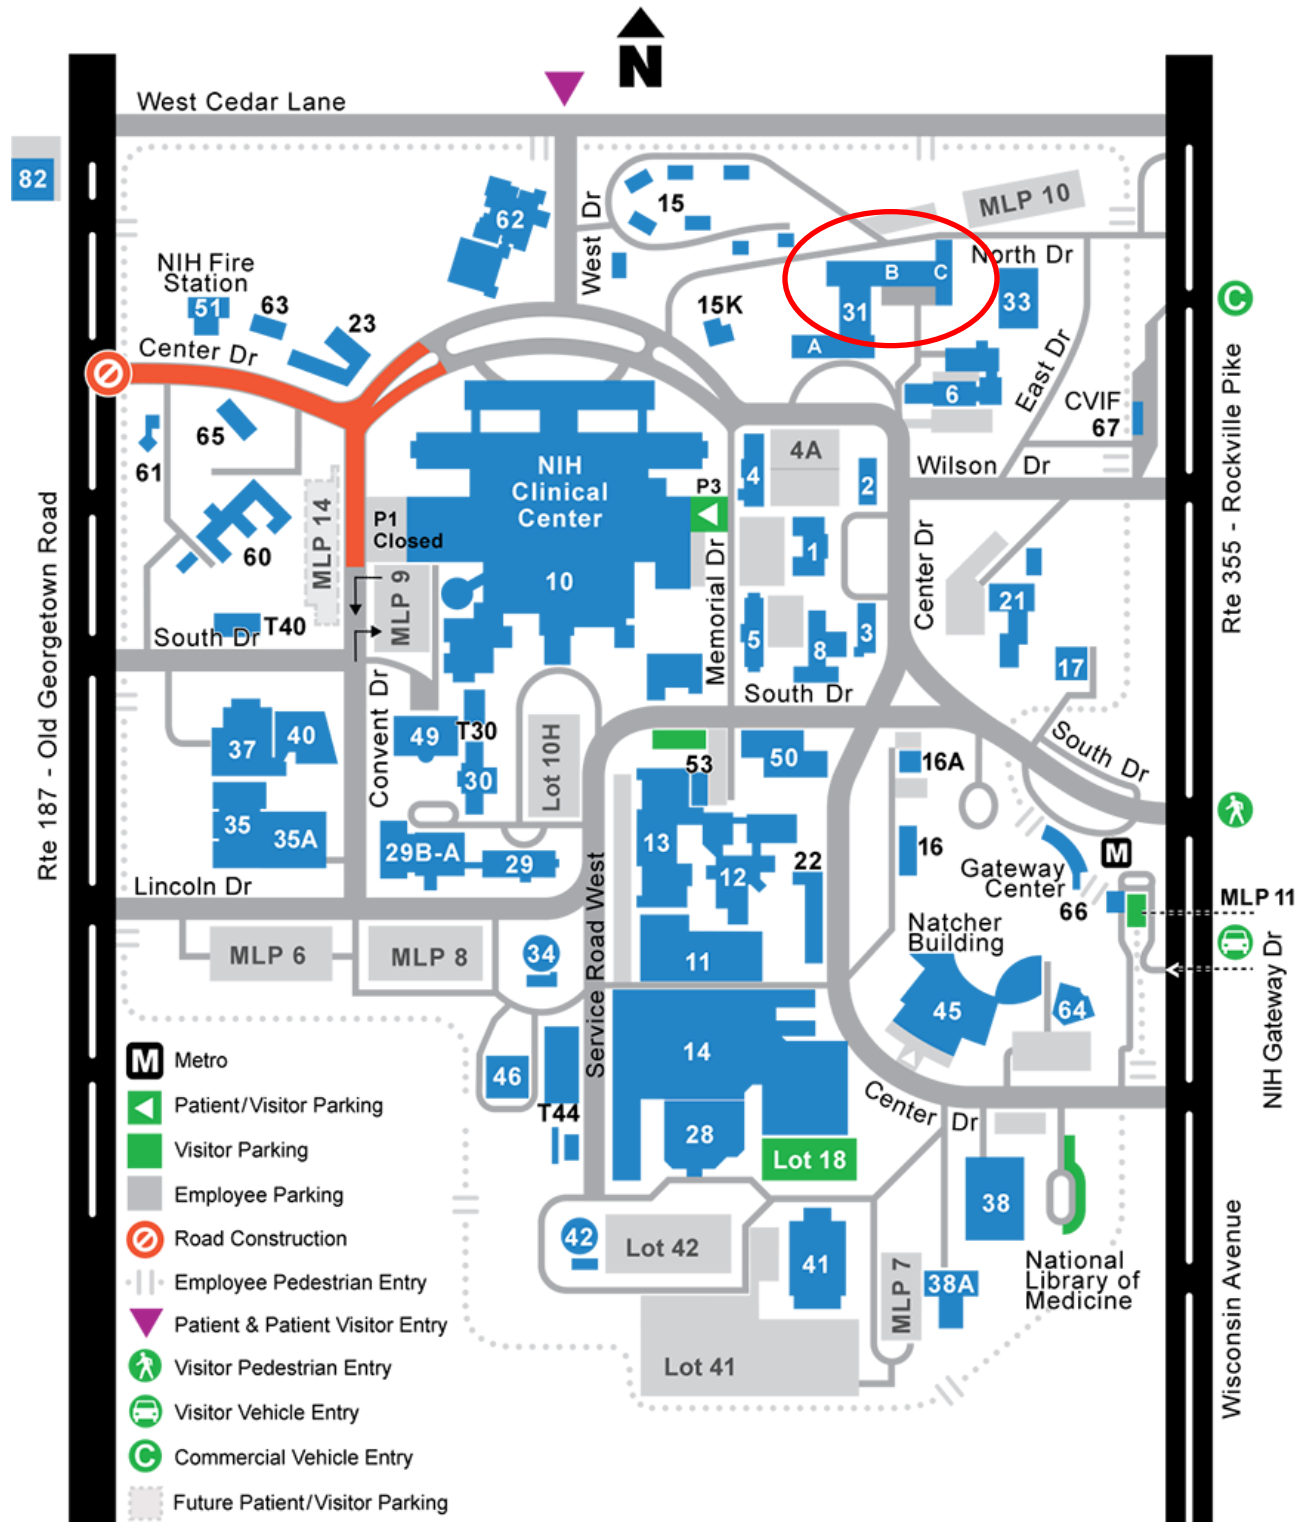 N
West Cedar Lane
82
62
West Dr
15
MLP 10
North Dr
B
C
31
A
33
15K
NIH Fire
Station
51
63
23
Center Dr
6
East Dr
CVIF
67
C
Rte 355 - Rockville Pike
65
61
60
MLP 14
P1
Closed
NIH
Clinical
Center
10
P3
4
4A
2
1
Wilson Dr
Memorial Dr
Center Dr
MLP 9
T40
South Dr
5
8
3
21
17
South Dr
South Dr
Rte 187 - Old Georgetown Road
37
40
Convent Dr
49
T30
30
Lot 10H
53
50
16A
35
35A
29B-A
29
13
12
22
16
Gateway
Center
M
66
MLP 11
Lincoln Dr
Service Road West
Natcher
Building
NIH Gateway Dr
MLP 6
MLP 8
34
11
45
64
46
T44
14
28
Center Dr
Lot 18
38
42
Lot 42
41
MLP 7
38A
National
Library of
Medicine
Lot 41
Wisconsin Avenue
M Metro
Patient/Visitor Parking
Visitor Parking
Employee Parking
Road Construction
Employee Pedestrian Entry
Patient & Patient Visitor Entry
Visitor Pedestrian Entry
Visitor Vehicle Entry
C Commercial Vehicle Entry
Future Patient/Visitor Parking